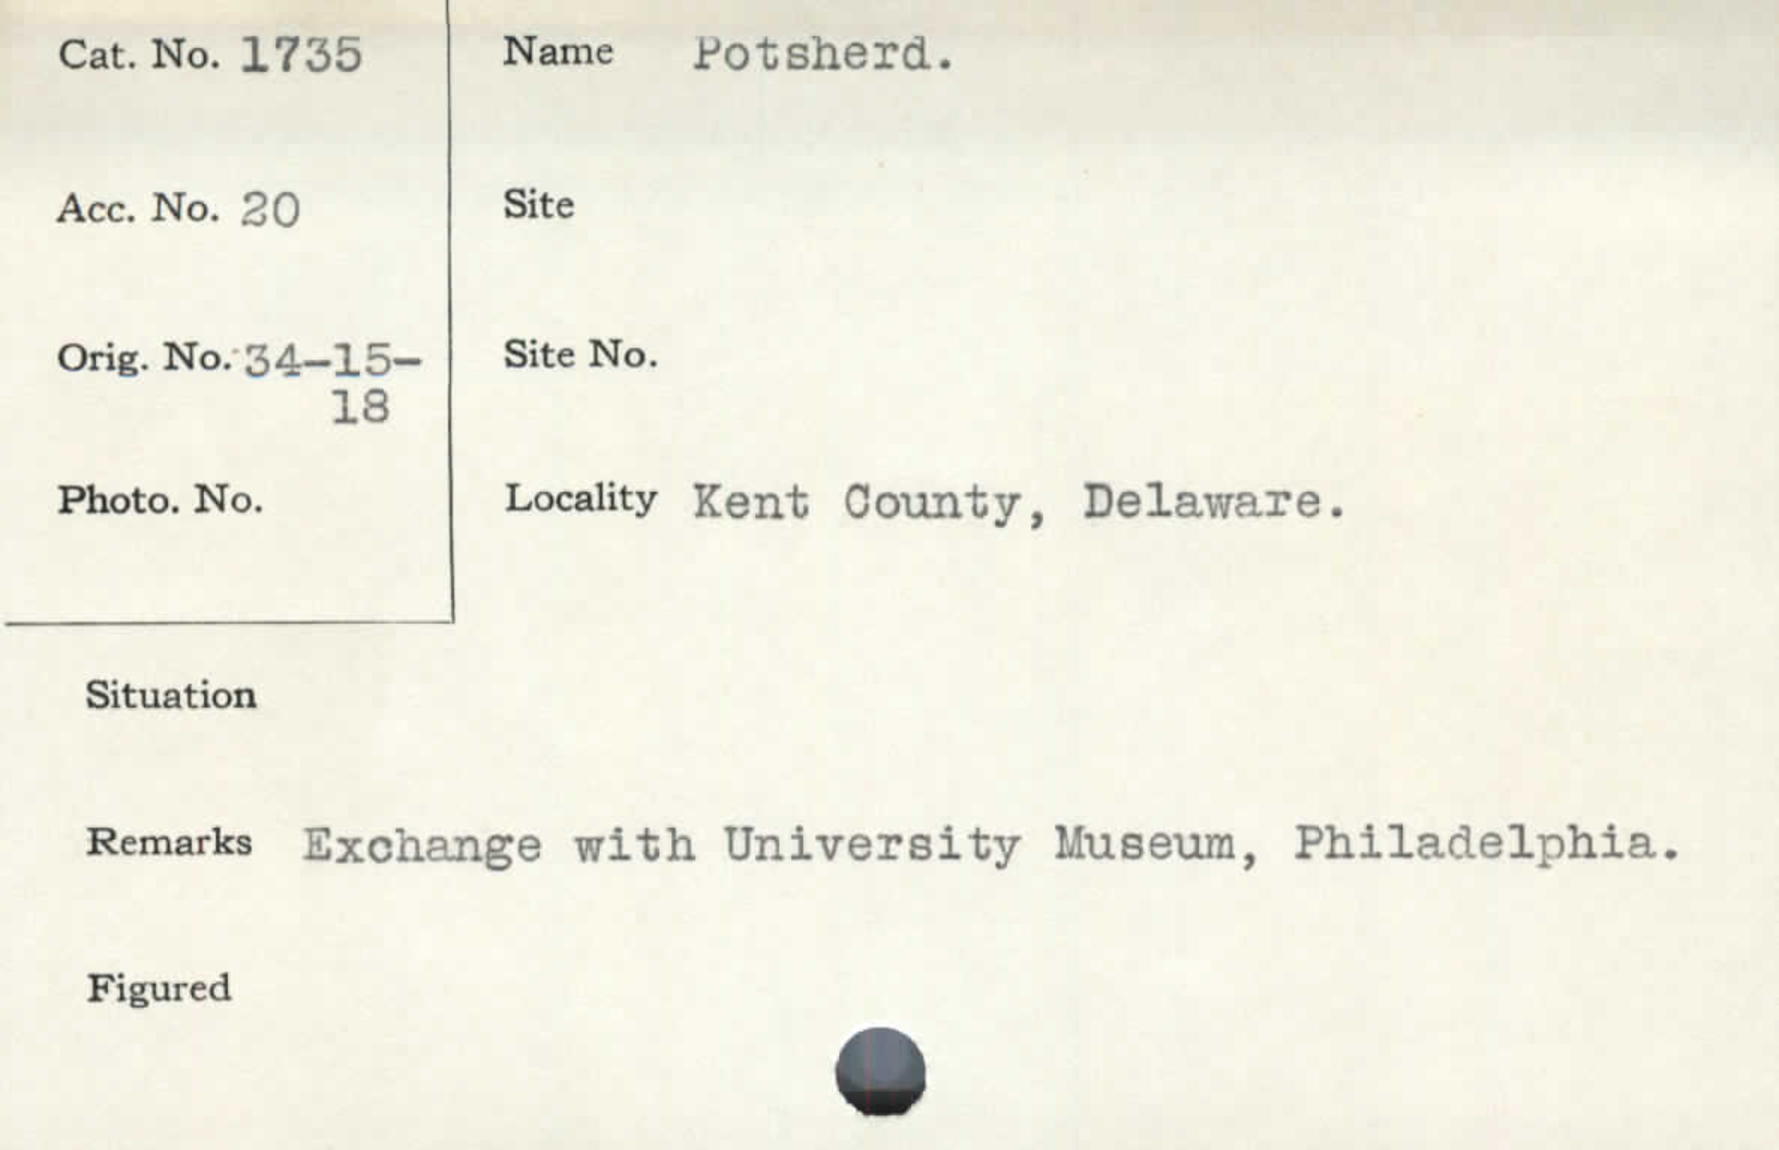 Cat. No. 1735
Acc. No. 20
Orig. No. 34-15-
18
Photo. No.
Name Potsherd.
Site
Site No.
Locality Kent County, Delaware.
Situation
Remarks Exchange with University Museum, Philadelphia.
Figured